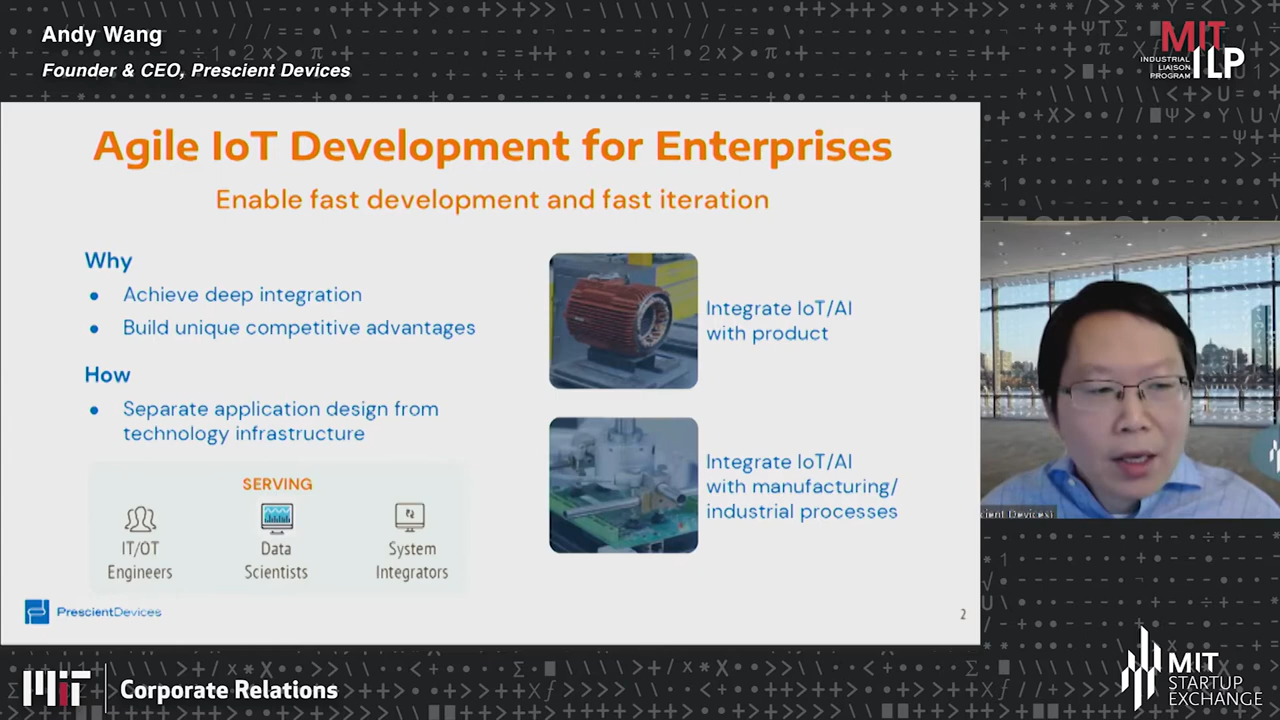 Andy Wang
Founder & CEO, Prescient Devices
MIT
INDUSTRIAL
LIAISON
PROGRAM
ILP
Agile IoT Development for Enterprises
Enable fast development and fast iteration
Why
• Achieve deep integration
• Build unique competitive advantages
How
• Separate application design from
technology infrastructure
SERVING
IT/OT
Engineers
Data
Scientists
System
Integrators
Integrate IoT/AI
with product
Integrate IoT/AI
with manufacturing/
industrial processes
PrescientDevices
2
MIT
Corporate Relations
MIT
STARTUP
EXCHANGE